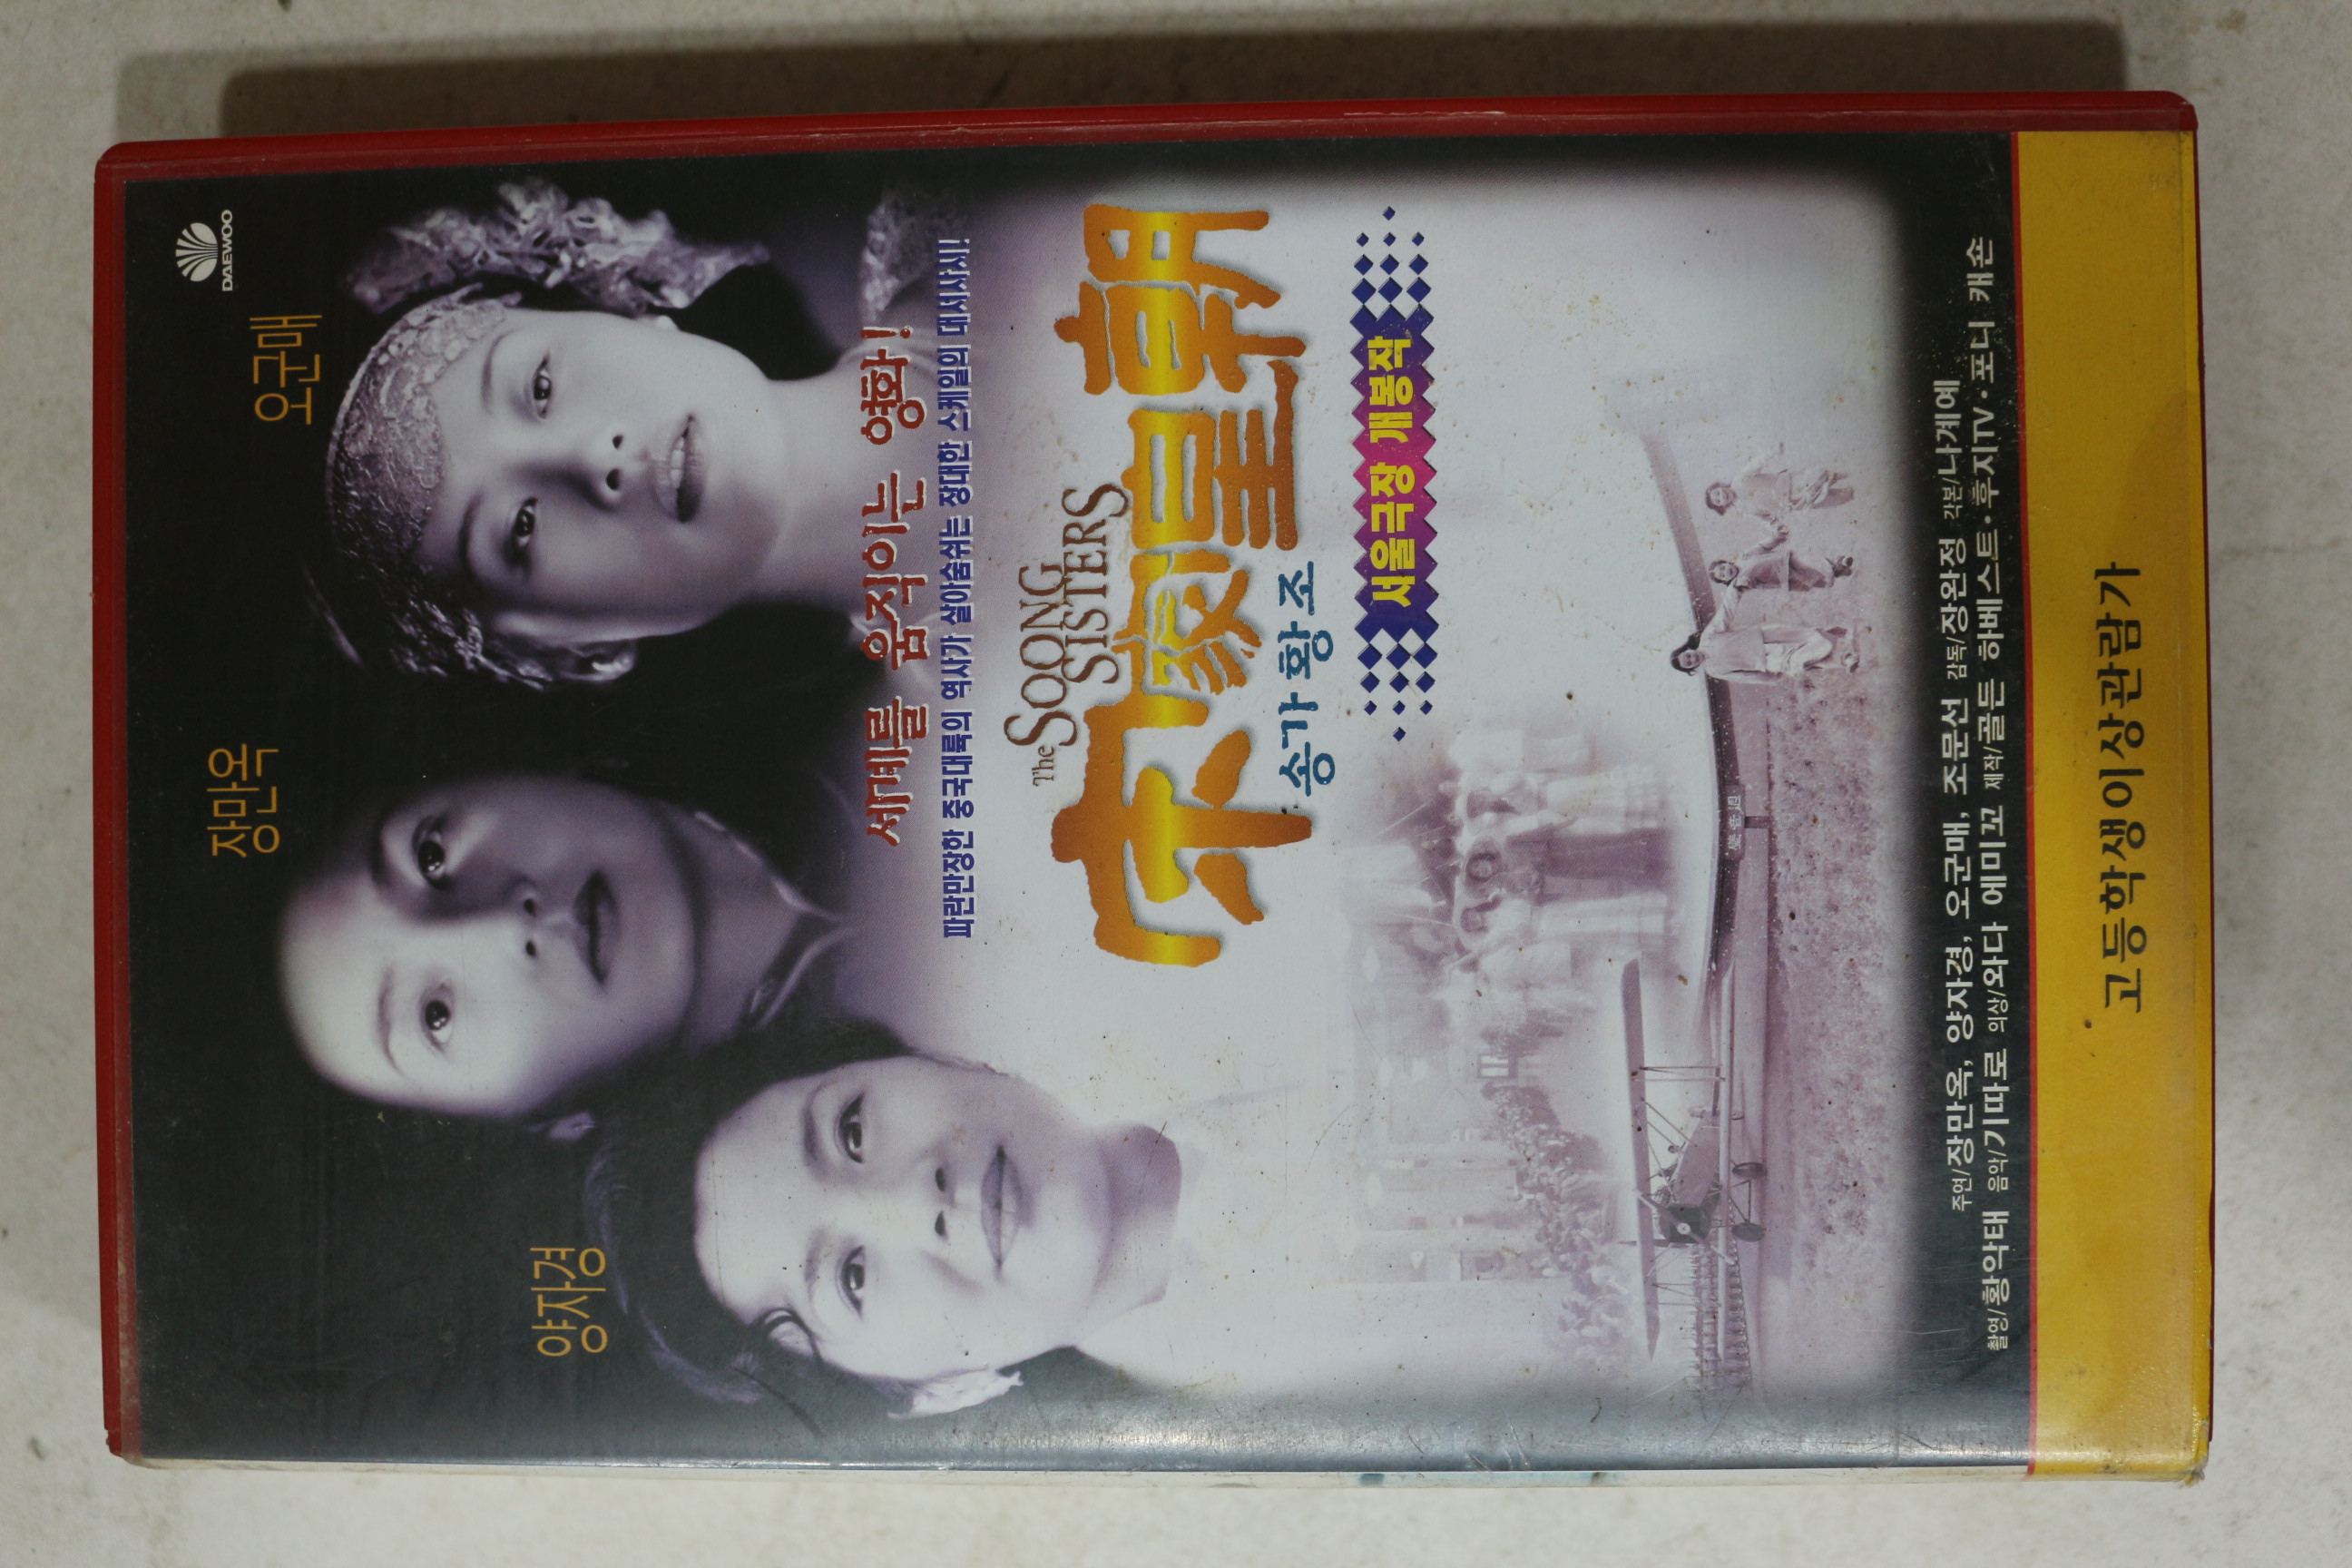 DAEWOO
오군매
장만옥
양자경
세계를 움직이는 영화!
파란만장한 중국대륙의 역사가 살아숨쉬는 장대한 스케일의 대서사시!
The SOONG
SISTERS
宋家皇朝
송가황조
서울극장 개봉작
주연/장만옥, 양자경, 오군매, 조문선 감독/장완정 각본/나계예
촬영/황악태 음악/기따로 의상/와다 에미꼬 제작/골든 하베스트·후지TV·포니 캐숀
고등학생이상관람가